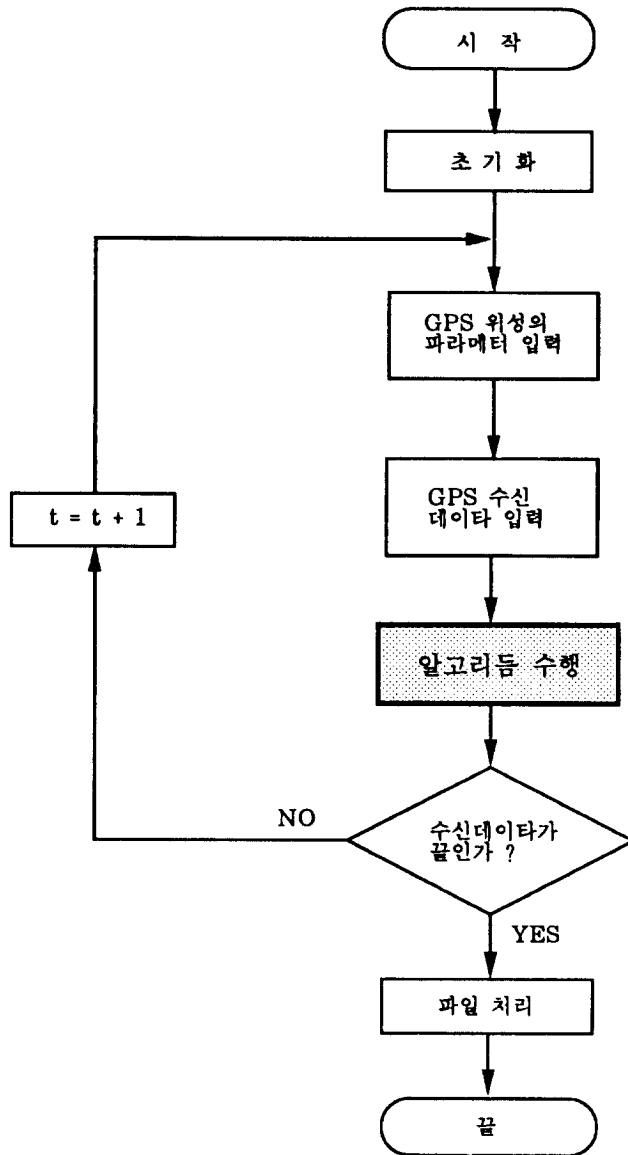 시 작
초 기 화
GPS 위성의
파라메터 입력
GPS 수신
데이타 입력
t = t + 1
알고리듬 수행
NO
수신데이타가
끝인가 ?
YES
파일 처리
끝